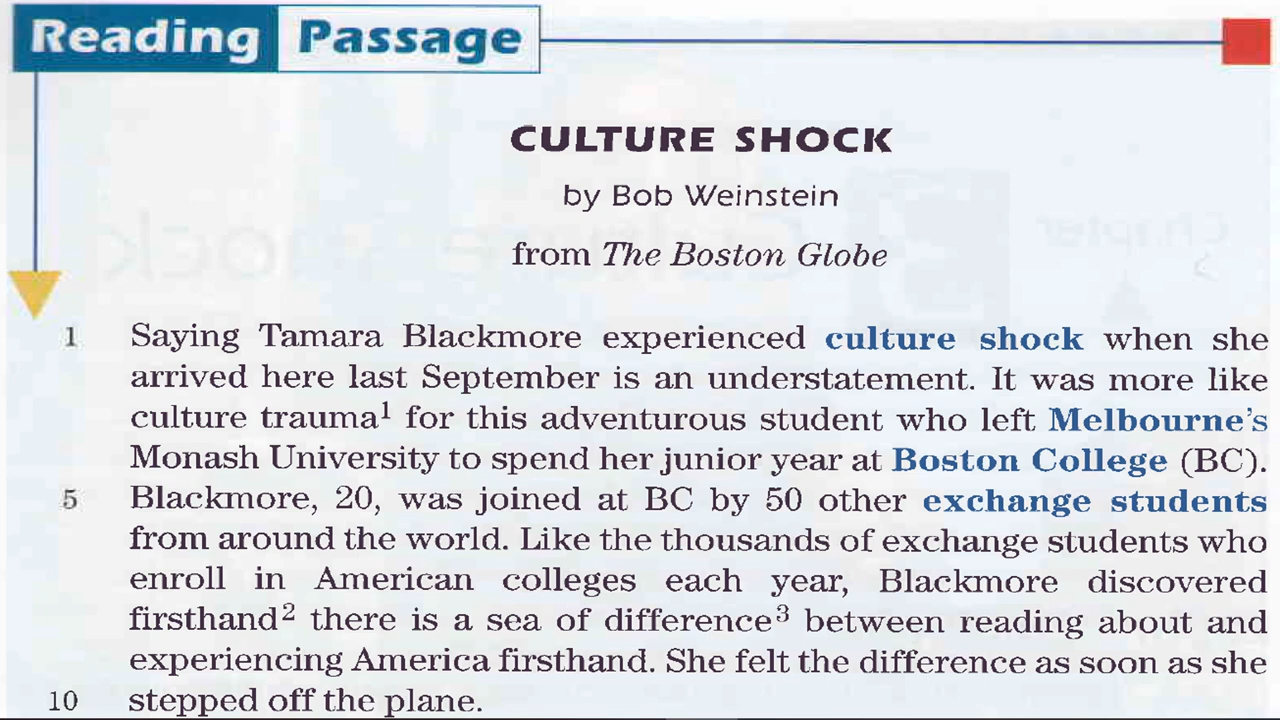 Reading Passage
CULTURE SHOCK
by Bob Weinstein
from The Boston Globe
1 Saying Tamara Blackmore experienced culture shock when she
arrived here last September is an understatement. It was more like
culture trauma1 for this adventurous student who left Melbourne's
Monash University to spend her junior year at Boston College (BC).
5 Blackmore, 20, was joined at BC by 50 other exchange students
from around the world. Like the thousands of exchange students who
enroll in American colleges each year, Blackmore discovered
firsthand2 there is a sea of difference3 between reading about and
experiencing America firsthand. She felt the difference as soon as she
10 stepped off the plane.